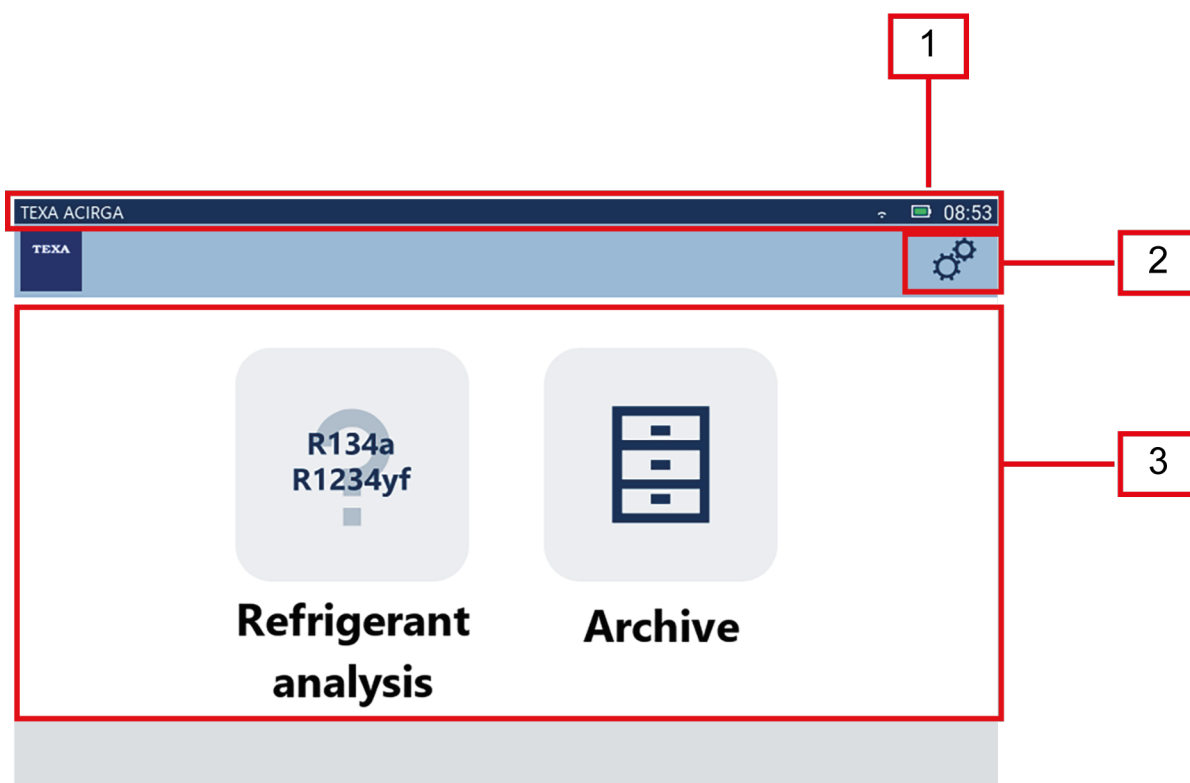 1
TEXA ACIRGA 08:53
TEXA
2
R134a
R1234yf
3
Refrigerant
analysis
Archive